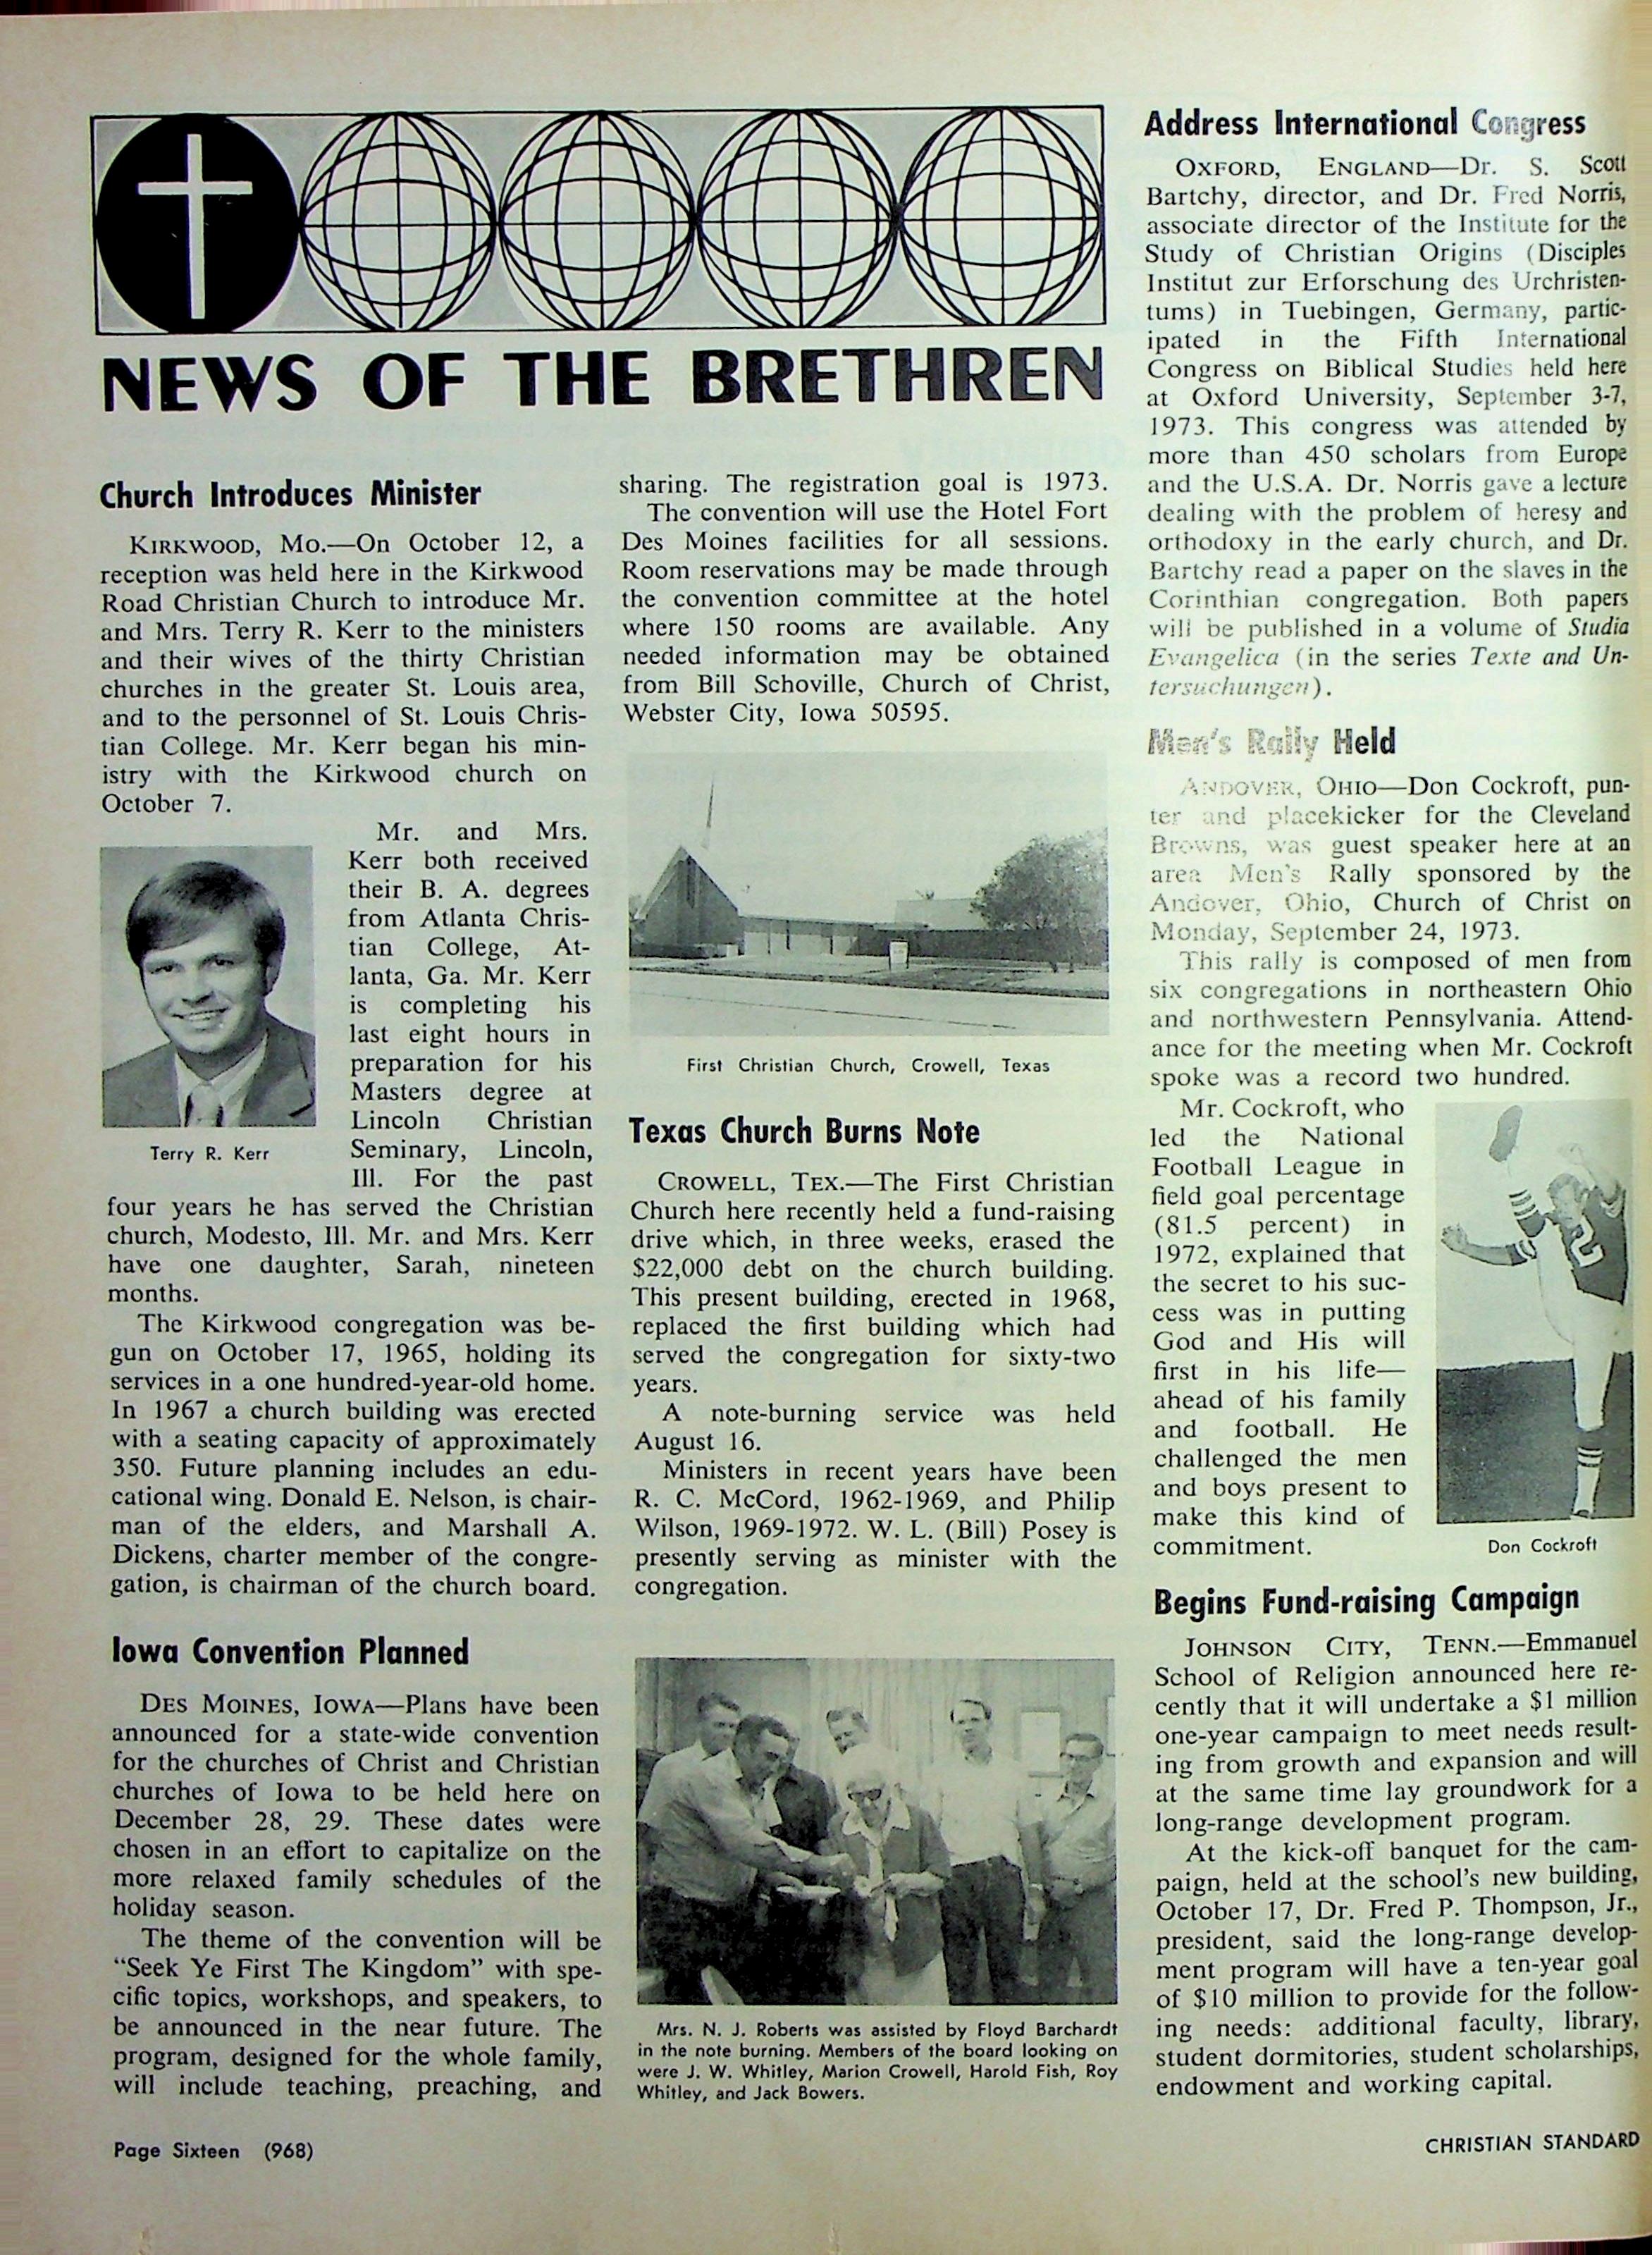 NEWS OF THE BRETHREN
Church Introduces Minister
KIRKWOOD, MO.—On October 12, a
reception was held here in the Kirkwood
Road Christian Church to introduce Mr.
and Mrs. Terry R. Kerr to the ministers
and their wives of the thirty Christian
churches in the greater St. Louis area,
and to the personnel of St. Louis Chris-
tian College. Mr. Kerr began his min-
istry with the Kirkwood church on
October 7.
Mr. and Mrs.
Kerr both received
their B. A. degrees
from Atlanta Chris-
tian College, At-
lanta, Ga. Mr. Kerr
is completing his
last eight hours in
preparation for his
Masters degree at
Lincoln Christian
Seminary, Lincoln,
Ill. For the past
Terry R. Kerr
four years he has served the Christian
church, Modesto, Ill. Mr. and Mrs. Kerr
have one daughter, Sarah, nineteen
months.
The Kirkwood congregation was be-
gun on October 17, 1965, holding its
services in a one hundred-year-old home.
In 1967 a church building was erected
with a seating capacity of approximately
350. Future planning includes an edu-
cational wing. Donald E. Nelson, is chair-
man of the elders, and Marshall A.
Dickens, charter member of the congre-
gation, is chairman of the church board.
Iowa Convention Planned
DES MOINES, IOWA—Plans have been
announced for a state-wide convention
for the churches of Christ and Christian
churches of Iowa to be held here on
December 28, 29. These dates were
chosen in an effort to capitalize on the
more relaxed family schedules of the
holiday season.
The theme of the convention will be
“Seek Ye First The Kingdom” with spe-
cific topics, workshops, and speakers, to
be announced in the near future. The
program, designed for the whole family,
will include teaching, preaching, and
sharing. The registration goal is 1973.
The convention will use the Hotel Fort
Des Moines facilities for all sessions.
Room reservations may be made through
the convention committee at the hotel
where 150 rooms are available. Any
needed information may be obtained
from Bill Schoville, Church of Christ,
Webster City, Iowa 50595.
First Christian Church, Crowell, Texas
Texas Church Burns Note
CROWELL, TEX.—The First Christian
Church here recently held a fund-raising
drive which, in three weeks, erased the
$22,000 debt on the church building.
This present building, erected in 1968,
replaced the first building which had
served the congregation for sixty-two
years.
A note-burning service was held
August 16.
Ministers in recent years have been
R. C. McCord, 1962-1969, and Philip
Wilson, 1969-1972. W. L. (Bill) Posey is
presently serving as minister with the
congregation.
Mrs. N. J. Roberts was assisted by Floyd Barchardt
in the note burning. Members of the board looking on
were J. W. Whitley, Marion Crowell, Harold Fish, Roy
Whitley, and Jack Bowers.
Address International Congress
OXFORD, ENGLAND—Dr. S. Scott
Bartchy, director, and Dr. Fred Norris,
associate director of the Institute for the
Study of Christian Origins (Disciples
Institut zur Erforschung des Urchristen-
tums) in Tuebingen, Germany, partic-
ipated in the Fifth International
Congress on Biblical Studies held here
at Oxford University, September 3-7,
1973. This congress was attended by
more than 450 scholars from Europe
and the U.S.A. Dr. Norris gave a lecture
dealing with the problem of heresy and
orthodoxy in the early church, and Dr.
Bartchy read a paper on the slaves in the
Corinthian congregation. Both papers
will be published in a volume of Studia
Evangelica (in the series Texte and Un-
tersuchungen).
Men's Rally Held
ANDOVER, OHIO—Don Cockroft, pun-
ter and placekicker for the Cleveland
Browns, was guest speaker here at an
area Men's Rally sponsored by the
Andover, Ohio, Church of Christ on
Monday, September 24, 1973.
This rally is composed of men from
six congregations in northeastern Ohio
and northwestern Pennsylvania. Attend-
ance for the meeting when Mr. Cockroft
spoke was a record two hundred.
Mr. Cockroft, who
led the National
Football League in
field goal percentage
(81.5 percent) in
1972, explained that
the secret to his suc-
cess was in putting
God and His will
first in his life—
ahead of his family
and football. He
challenged the men
and boys present to
make this kind of
commitment.
Don Cockroft
Begins Fund-raising Campaign
JOHNSON CITY, TENN.—Emmanuel
School of Religion announced here re-
cently that it will undertake a $1 million
one-year campaign to meet needs result-
ing from growth and expansion and will
at the same time lay groundwork for a
long-range development program.
At the kick-off banquet for the cam-
paign, held at the school's new building,
October 17, Dr. Fred P. Thompson, Jr.,
president, said the long-range develop-
ment program will have a ten-year goal
of $10 million to provide for the follow-
ing needs: additional faculty, library,
student dormitories, student scholarships,
endowment and working capital.
Page Sixteen (968)
CHRISTIAN STANDARD